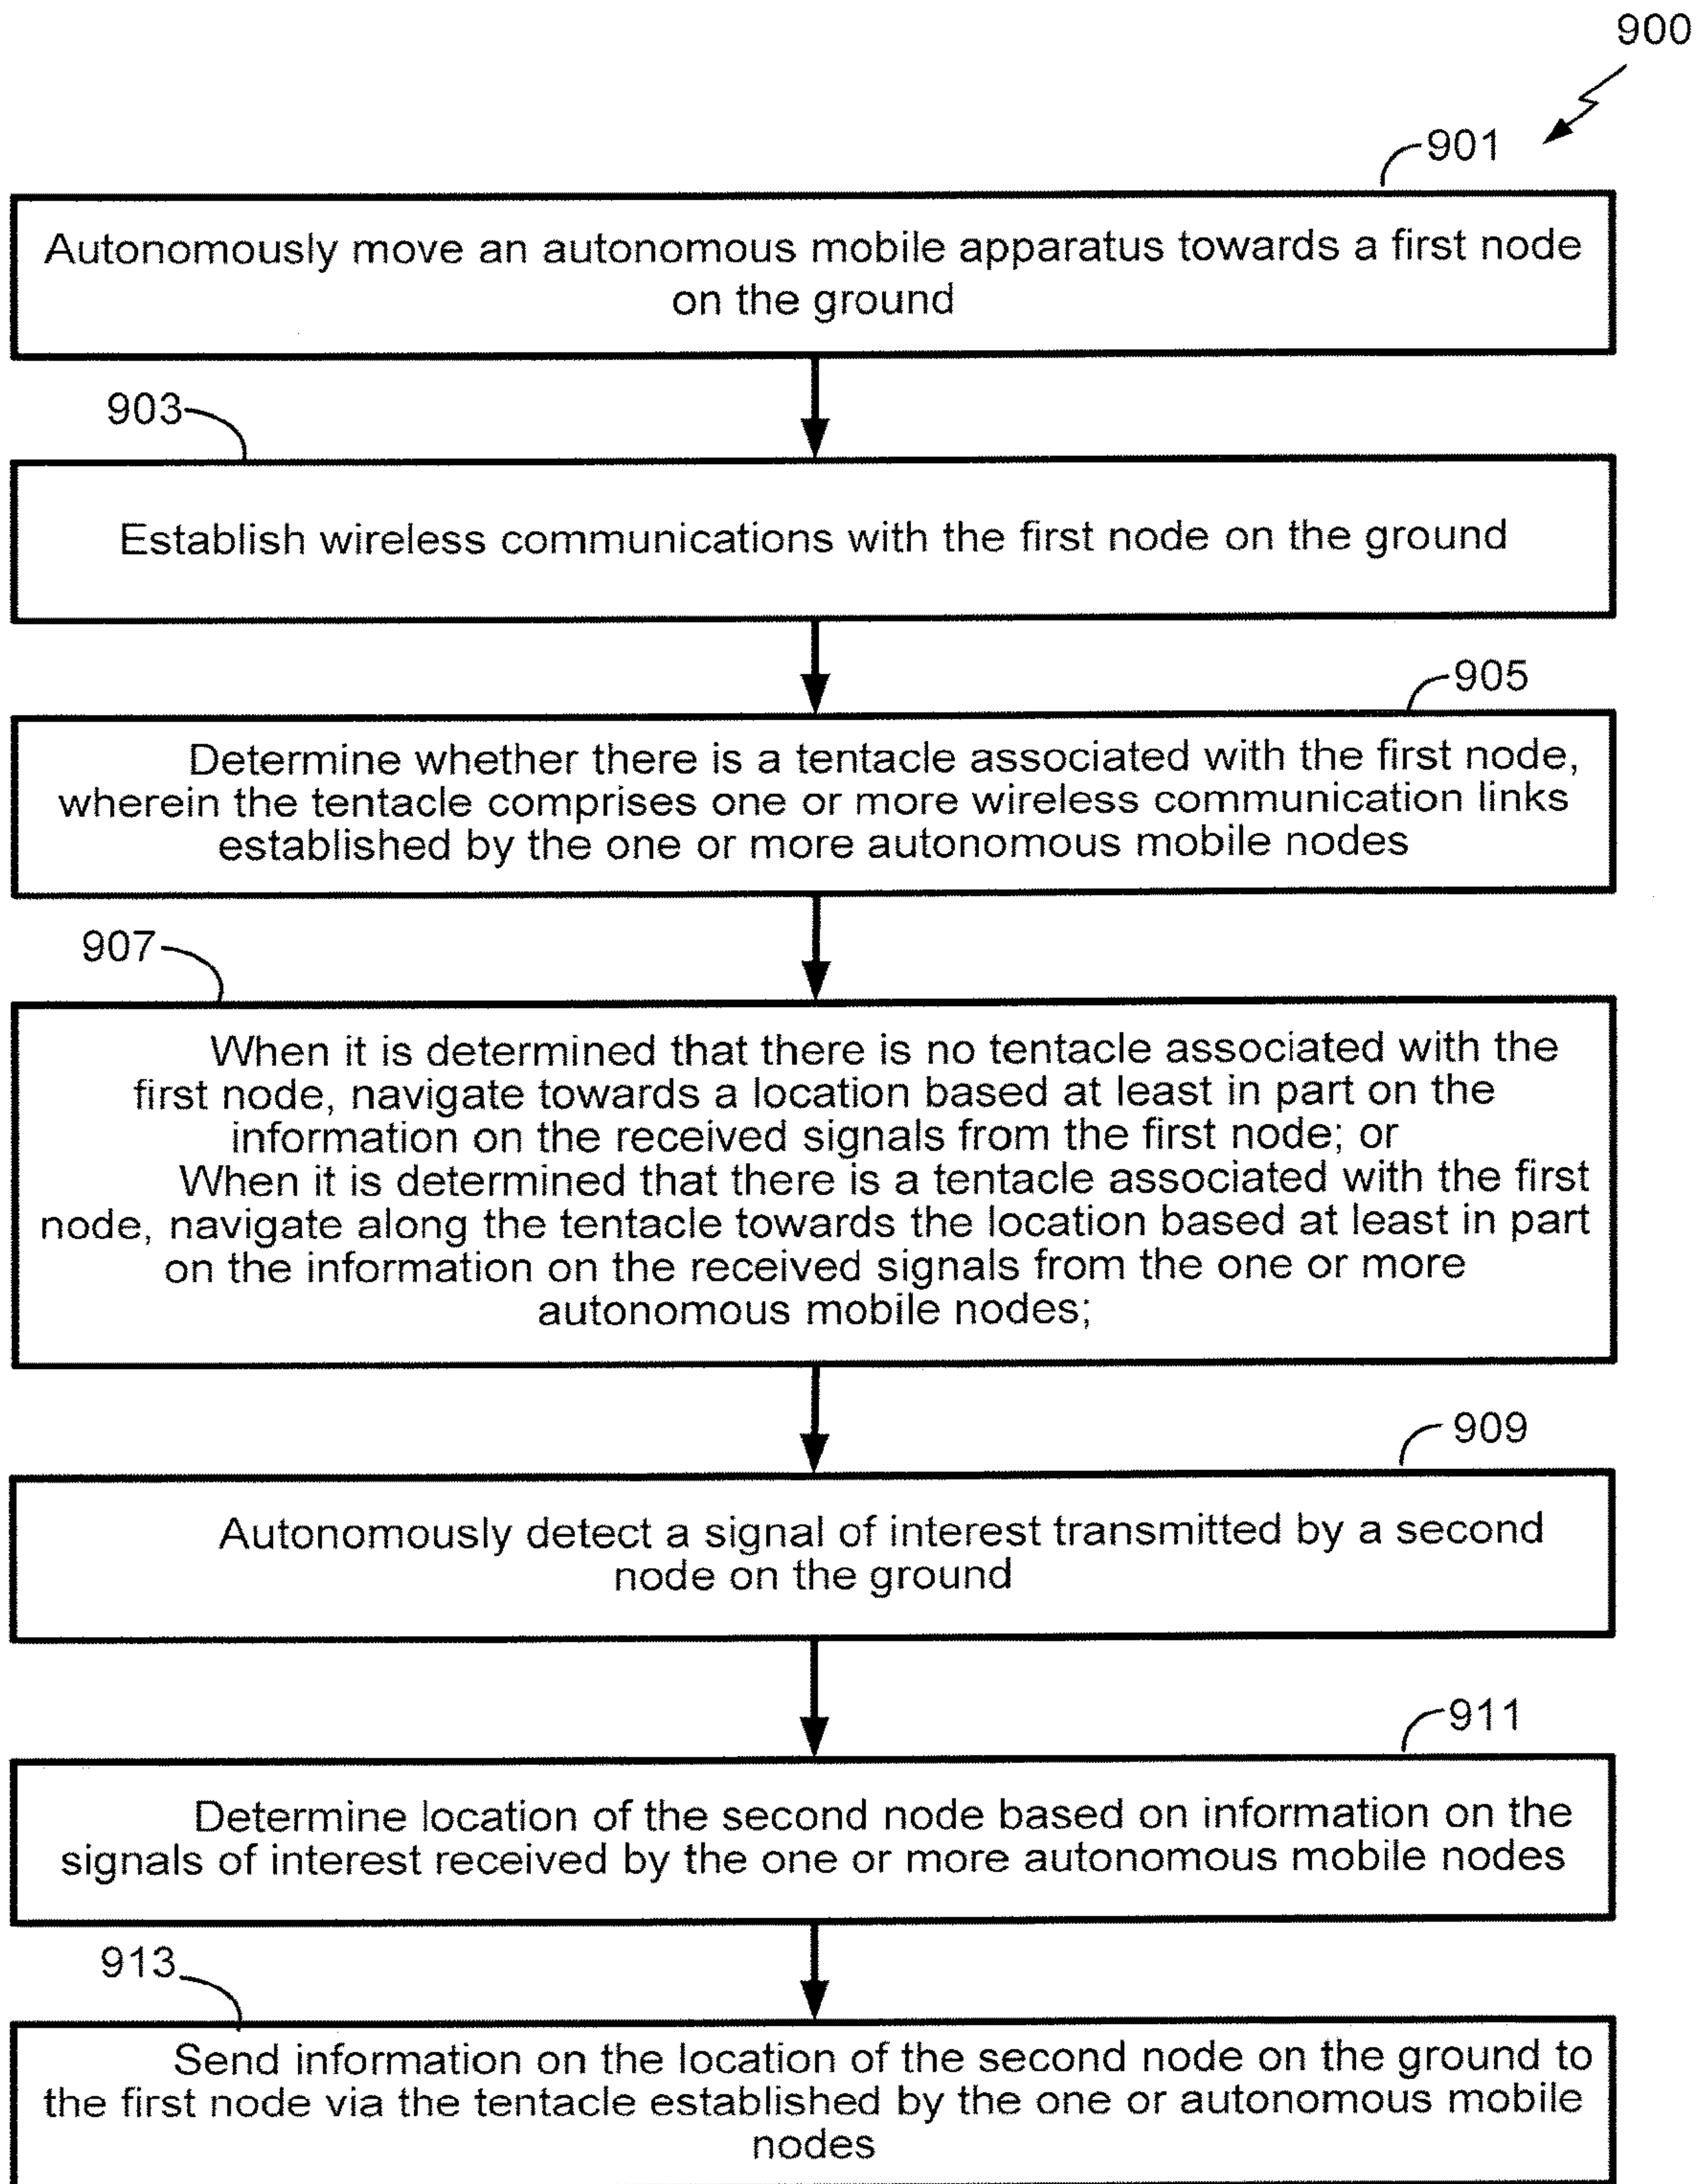 900
901
Autonomously move an autonomous mobile apparatus towards a first node
on the ground
903
Establish wireless communications with the first node on the ground
905
Determine whether there is a tentacle associated with the first node,
wherein the tentacle comprises one or more wireless communication links
established by the one or more autonomous mobile nodes
907
When it is determined that there is no tentacle associated with the
first node, navigate towards a location based at least in part on the
information on the received signals from the first node; or
When it is determined that there is a tentacle associated with the first
node, navigate along the tentacle towards the location based at least in part
on the information on the received signals from the one or more
autonomous mobile nodes;
909
Autonomously detect a signal of interest transmitted by a second
node on the ground
911
Determine location of the second node based on information on the
signals of interest received by the one or more autonomous mobile nodes
913
Send information on the location of the second node on the ground to
the first node via the tentacle established by the one or autonomous mobile
nodes